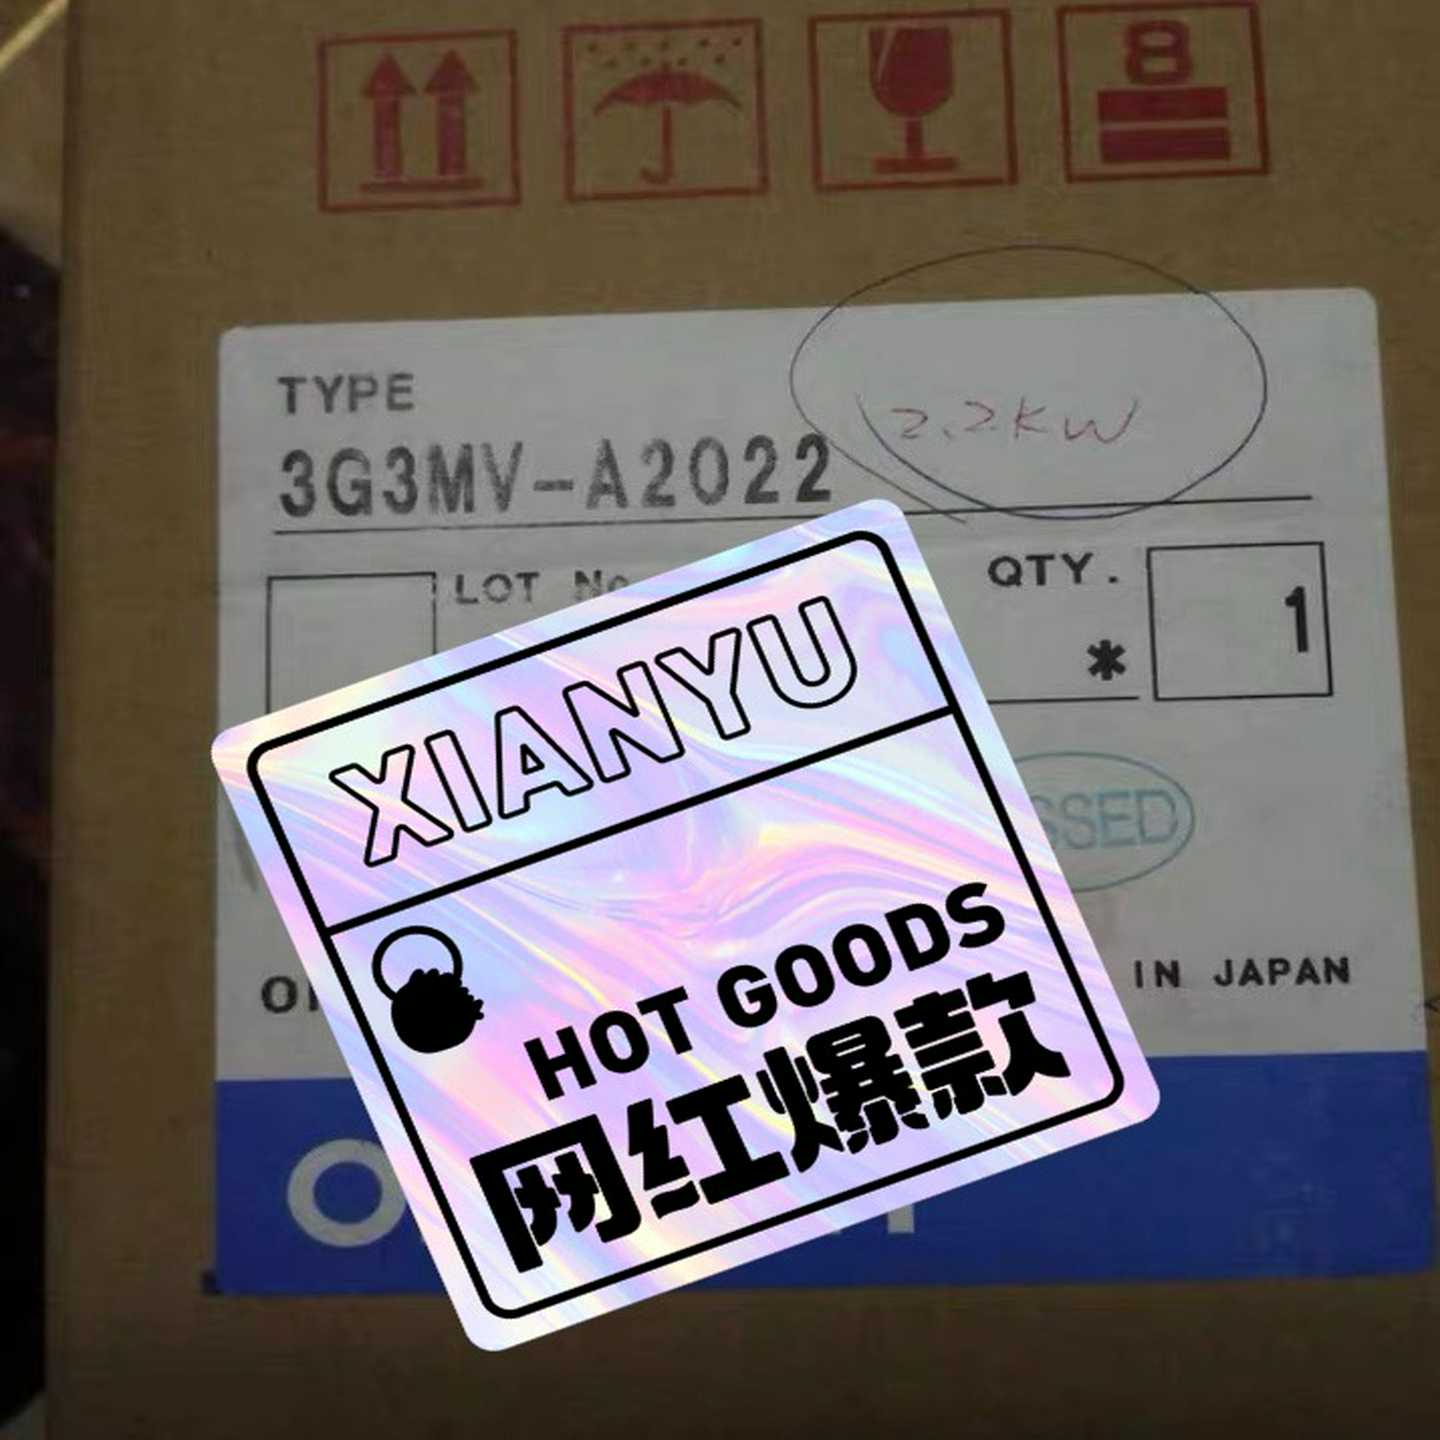 8
2.2KW
TYPE
3G3MV-A2022
LOT No
QTY.
* 1
XIANYU
SSED
HOT GOODS
网红爆款
IN JAPAN